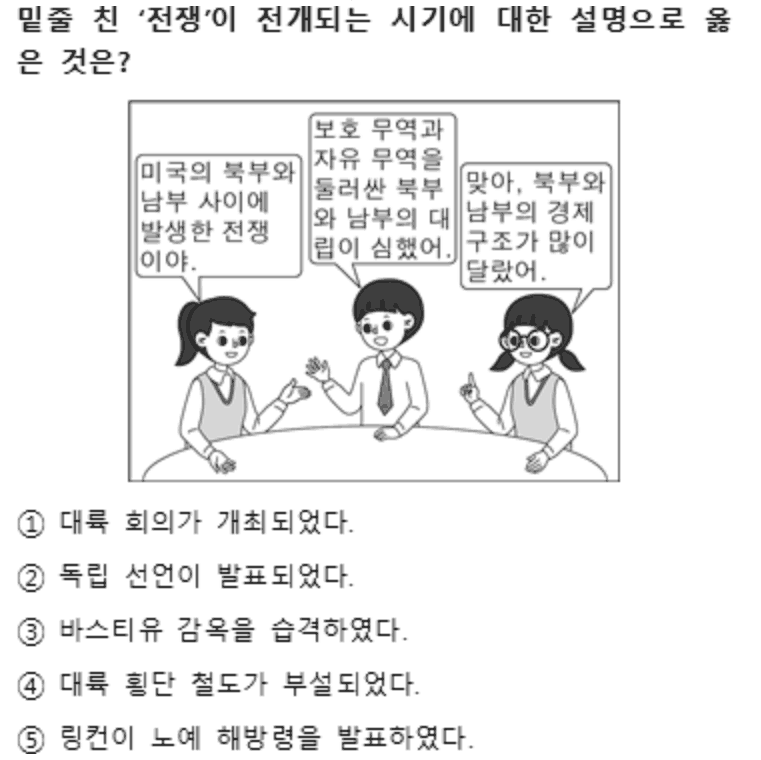 밑줄 친 ‘전쟁’이 전개되는 시기에 대한 설명으로 옳
은 것은?
미국의 북부와
남부 사이에
발생한 전쟁
이야.
보호 무역과
자유 무역을
둘러싼 북부
와 남부의 대
립이 심했어.
맞아, 북부와
남부의 경제
구조가 많이
달랐어.
① 대륙 회의가 개최되었다.
② 독립 선언이 발표되었다.
③ 바스티유 감옥을 습격하였다.
④ 대륙 횡단 철도가 부설되었다.
⑤ 링컨이 노예 해방령을 발표하였다.